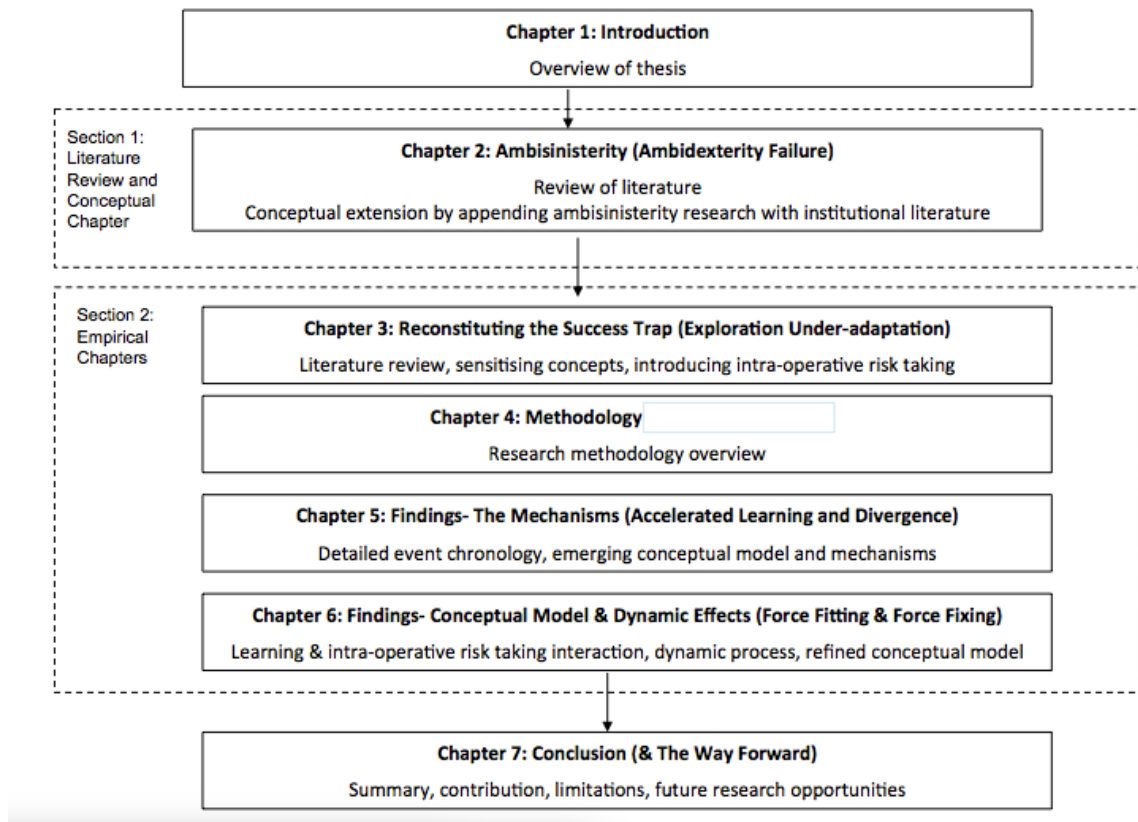 Chapter 1: Introduction
Overview of thesis
Section 1:
Literature
Review and
Conceptual
Chapter
Chapter 2: Ambisinisterity (Ambidexterity Failure)
Review of literature
Conceptual extension by appending ambisinisterity research with institutional literature
Section 2:
Empirical
Chapters
Chapter 3: Reconstituting the Success Trap (Exploration Under-adaptation)
Literature review, sensitising concepts, introducing intra-operative risk taking
Chapter 4: Methodology
Research methodology overview
Chapter 5: Findings- The Mechanisms (Accelerated Learning and Divergence)
Detailed event chronology, emerging conceptual model and mechanisms
Chapter 6: Findings- Conceptual Model & Dynamic Effects (Force Fitting & Force Fixing)
Learning & intra-operative risk taking interaction, dynamic process, refined conceptual model
Chapter 7: Conclusion (& The Way Forward)
Summary, contribution, limitations, future research opportunities